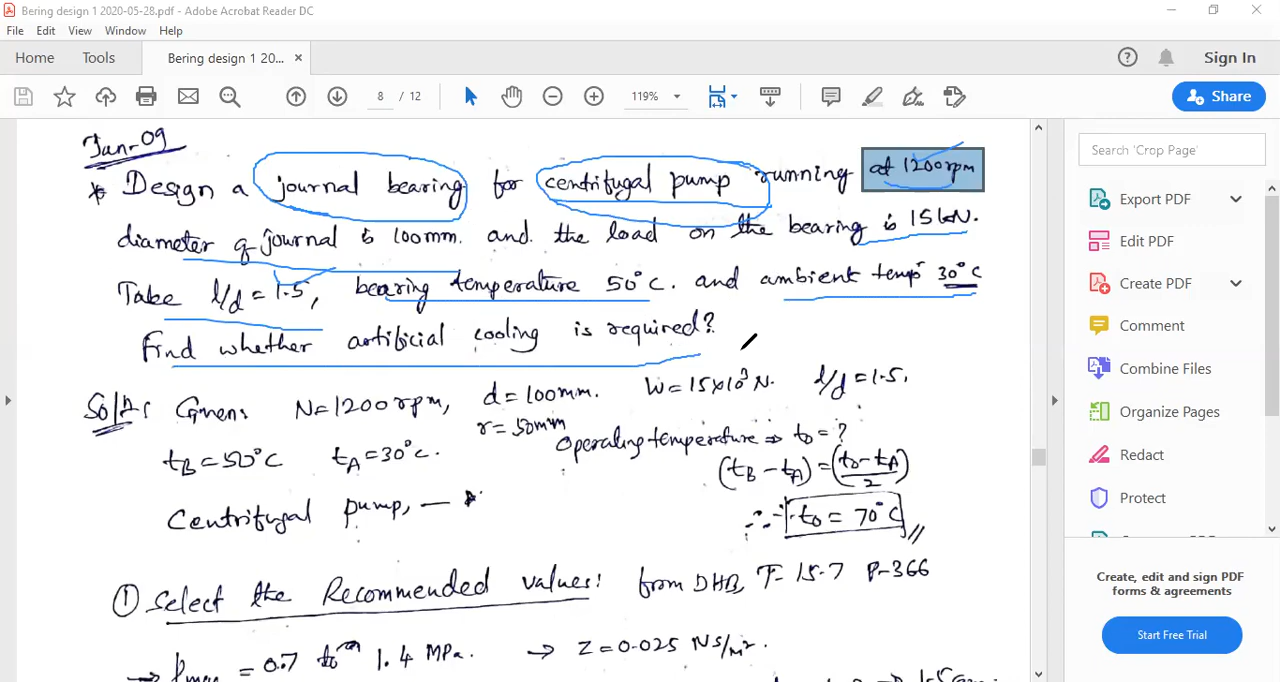 Bering design 1 2020-05-28.pdf - Adobe Acrobat Reader DC
File Edit View Window Help
Home Tools Bering design 1 20... × Sign In
8 / 12 119% Share
Jan-09
* Design a journal bearing for centrifugal pump running at 1200rpm
diameter of journal is 100mm. and the load on the bearing is 15kN.
Take l/d = 1.5, bearing temperature 50°C. and ambient tempr 30°C
Find whether artificial cooling is required?
Soln: Given: N=1200rpm, d=100mm. W=15×10³N. l/d=1.5.
r=50mm
Operating temperature ⇒ to=?
tB=50°C tA=30°C.
(tB-tA)=(to-tA)/2
Centrifugal pump, —
∴ to = 70°C //
① Select the Recommended values: from DHB, T-15.7 P-366
→ Pmax = 0.7 to 1.4 MPa. → Z=0.025 NS/m².
Search 'Crop Page'
Export PDF
Edit PDF
Create PDF
Comment
Combine Files
Organize Pages
Redact
Protect
Convert, edit and sign PDF
forms & agreements
Start Free Trial